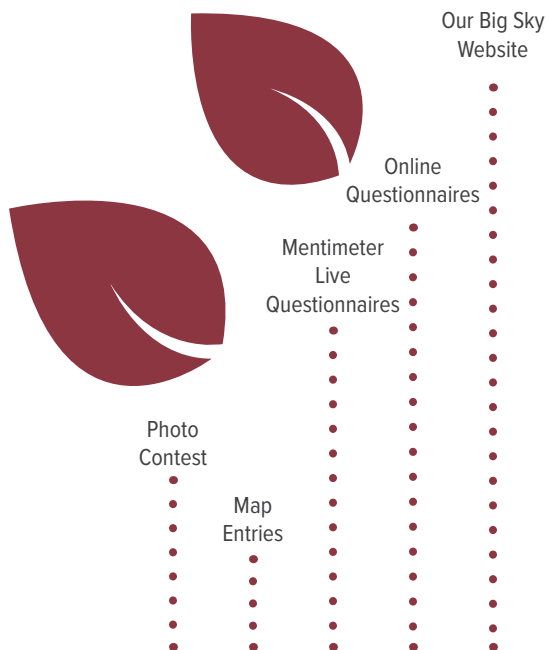 Our Big Sky
Website
Online
Questionnaires
Mentimeter
Live
Questionnaires
Photo
Contest
Map
Entries